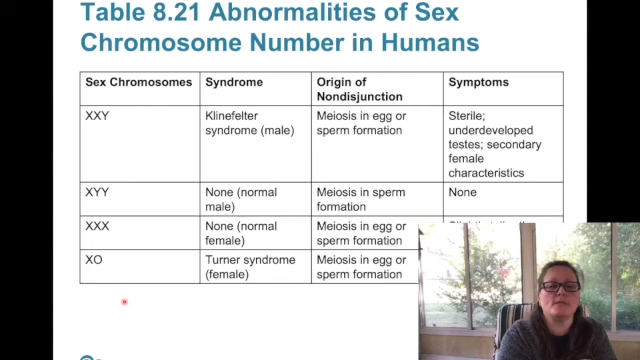 Table 8.21 Abnormalities of Sex
Chromosome Number in Humans
Sex Chromosomes
Syndrome
Origin of
Nondisjunction
Symptoms
XXY
Klinefelter
syndrome (male)
Meiosis in egg or
sperm formation
Sterile;
underdeveloped
testes; secondary
female
characteristics
XYY
None (normal
male)
Meiosis in sperm
formation
None
XXX
None (normal
female)
Meiosis in egg or
sperm formation
XO
Turner syndrome
(female)
Meiosis in egg or
sperm formation